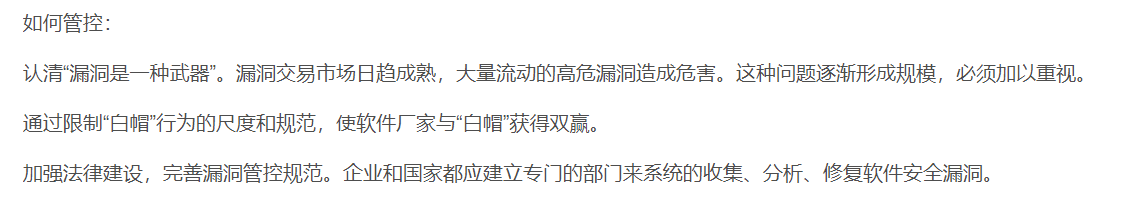 如何管控：
认清“漏洞是一种武器”。漏洞交易市场日趋成熟，大量流动的高危漏洞造成危害。这种问题逐渐形成规模，必须加以重视。
通过限制“白帽”行为的尺度和规范，使软件厂家与“白帽”获得双赢。
加强法律建设，完善漏洞管控规范。企业和国家都应建立专门的部门来系统的收集、分析、修复软件安全漏洞。